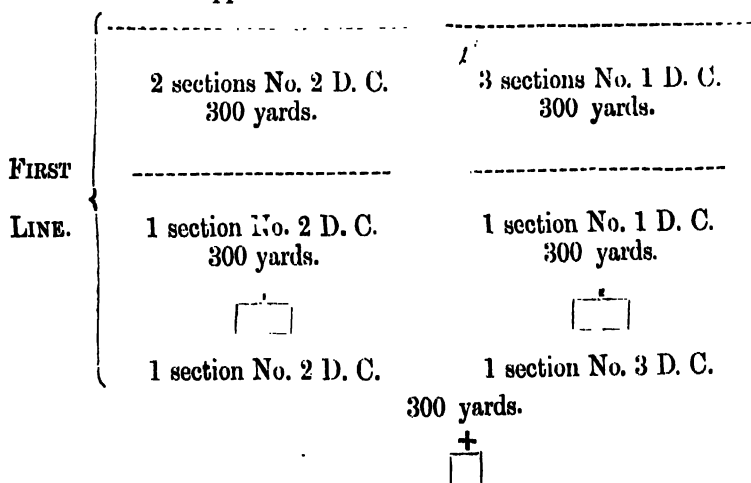 2 sections No. 2 D. C. 3 sections No. 1 D. C.
300 yards. 300 yards.
FIRST
LINE.
1 section No. 2 D. C. 1 section No. 1 D. C.
300 yards. 300 yards.
1 section No. 2 D. C. 1 section No. 3 D. C.
300 yards.